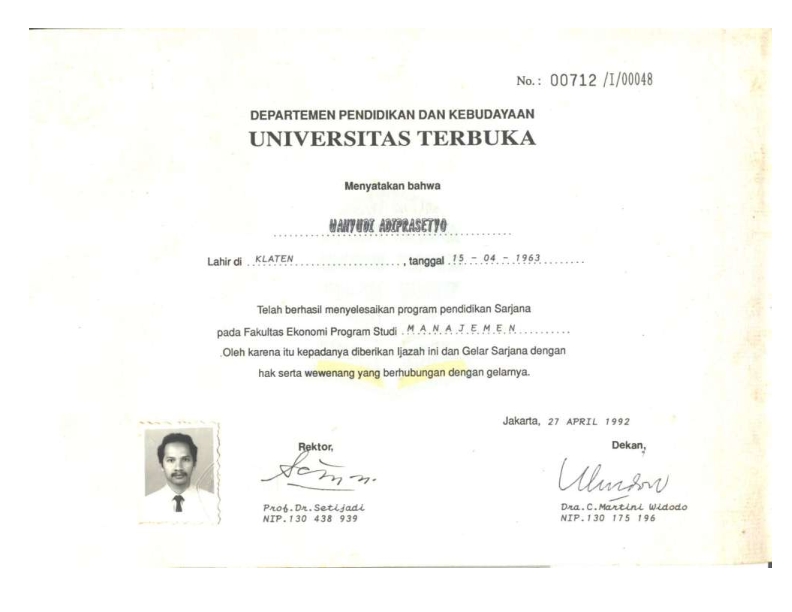 No.: 00712 /I/00048
DEPARTEMEN PENDIDIKAN DAN KEBUDAYAAN
UNIVERSITAS TERBUKA
Menyatakan bahwa
WAHYUDI ADIPRASETYO
Lahir di KLATEN, tanggal 15 - 04 - 1963
Telah berhasil menyelesaikan program pendidikan Sarjana
pada Fakultas Ekonomi Program Studi MANAJEMEN
Oleh karena itu kepadanya diberikan Ijazah ini dan Gelar Sarjana dengan
hak serta wewenang yang berhubungan dengan gelarnya.
Jakarta, 27 APRIL 1992
Rektor,
Prof.Dr.Setijadi
NIP.130 438 939
Dekan,
Dra.C.Martini Widodo
NIP.130 175 196